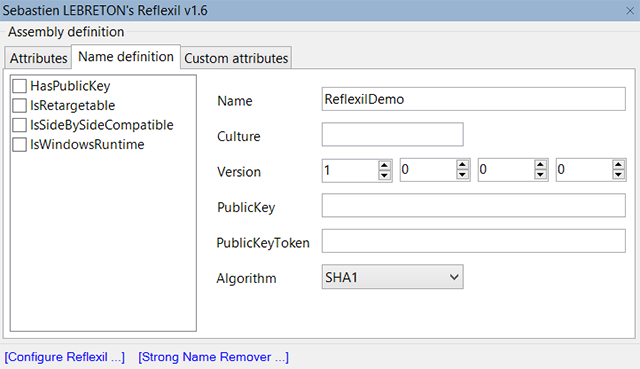 Sebastien LEBRETON's Reflexil v1.6
Assembly definition
Attributes Name definition Custom attributes
HasPublicKey
IsRetargetable
IsSideBySideCompatible
IsWindowsRuntime
Name ReflexilDemo
Culture
Version 1 0 0 0
PublicKey
PublicKeyToken
Algorithm SHA1
[Configure Reflexil ...] [Strong Name Remover ...]